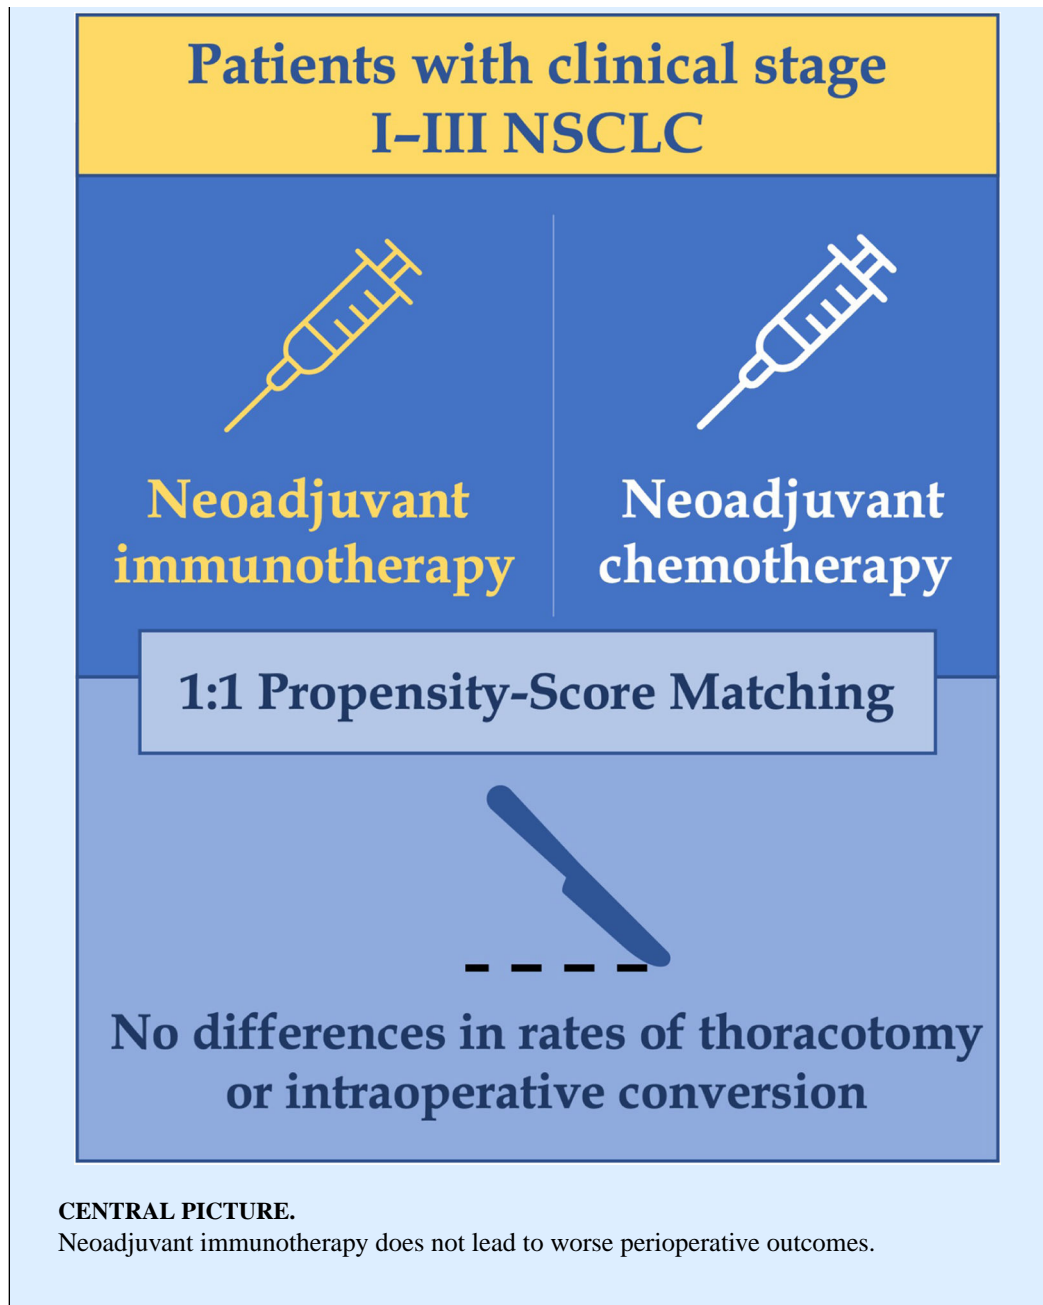 Patients with clinical stage
I–III NSCLC
Neoadjuvant
immunotherapy
Neoadjuvant
chemotherapy
1:1 Propensity-Score Matching
No differences in rates of thoracotomy
or intraoperative conversion
CENTRAL PICTURE.
Neoadjuvant immunotherapy does not lead to worse perioperative outcomes.